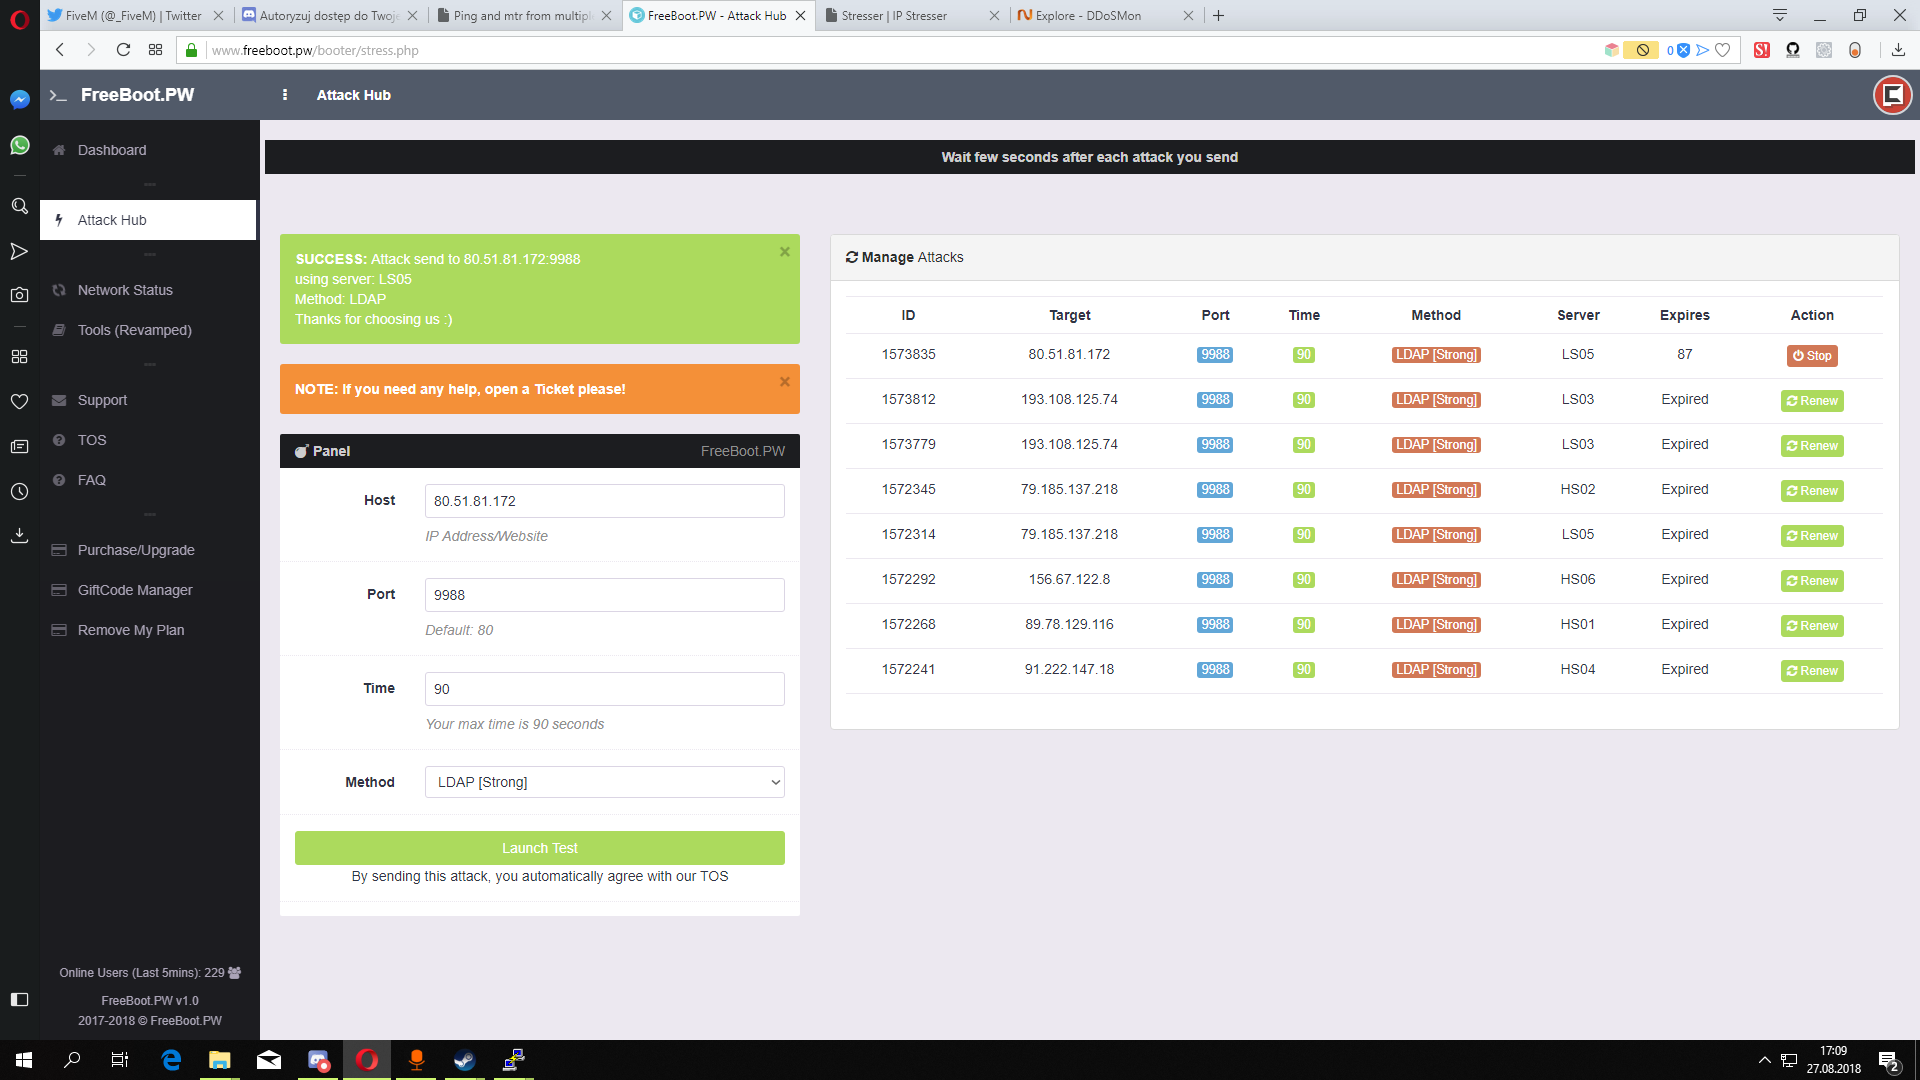 FiveM (@_FiveM) | Twitter
Autoryzuj dostęp do Twoje
Ping and mtr from multipl
FreeBoot.PW - Attack Hub
Stresser | IP Stresser
Explore - DDoSMon
www.freeboot.pw/booter/stress.php
0
>_ FreeBoot.PW
Attack Hub
Dashboard
Attack Hub
Network Status
Tools (Revamped)
Support
TOS
FAQ
Purchase/Upgrade
GiftCode Manager
Remove My Plan
Online Users (Last 5mins): 229
FreeBoot.PW v1.0
2017-2018 © FreeBoot.PW
Wait few seconds after each attack you send
SUCCESS: Attack send to 80.51.81.172:9988
using server: LS05
Method: LDAP
Thanks for choosing us :)
NOTE: If you need any help, open a Ticket please!
Panel FreeBoot.PW
Host 80.51.81.172
IP Address/Website
Port 9988
Default: 80
Time 90
Your max time is 90 seconds
Method LDAP [Strong]
Launch Test
By sending this attack, you automatically agree with our TOS
Manage Attacks
ID Target Port Time Method Server Expires Action
1573835 80.51.81.172 9988 90 LDAP [Strong] LS05 87 Stop
1573812 193.108.125.74 9988 90 LDAP [Strong] LS03 Expired Renew
1573779 193.108.125.74 9988 90 LDAP [Strong] LS03 Expired Renew
1572345 79.185.137.218 9988 90 LDAP [Strong] HS02 Expired Renew
1572314 79.185.137.218 9988 90 LDAP [Strong] LS05 Expired Renew
1572292 156.67.122.8 9988 90 LDAP [Strong] HS06 Expired Renew
1572268 89.78.129.116 9988 90 LDAP [Strong] HS01 Expired Renew
1572241 91.222.147.18 9988 90 LDAP [Strong] HS04 Expired Renew
17:09
27.08.2018
2